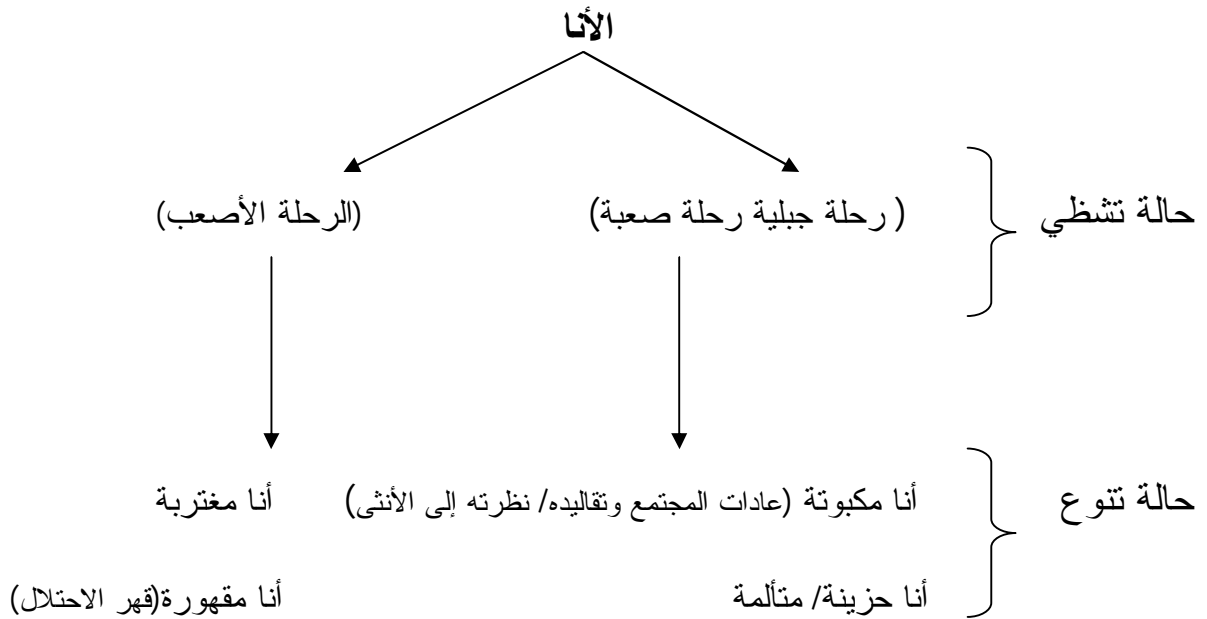 الأنا
حالة تشظي ( رحلة جبلية رحلة صعبة) (الرحلة الأصعب)
حالة تنوع أنا مكبوتة (عادات المجتمع وتقاليده/ نظرته إلى الأنثى) أنا مغتربة
أنا حزينة/ متألمة أنا مقهورة(قهر الاحتلال)